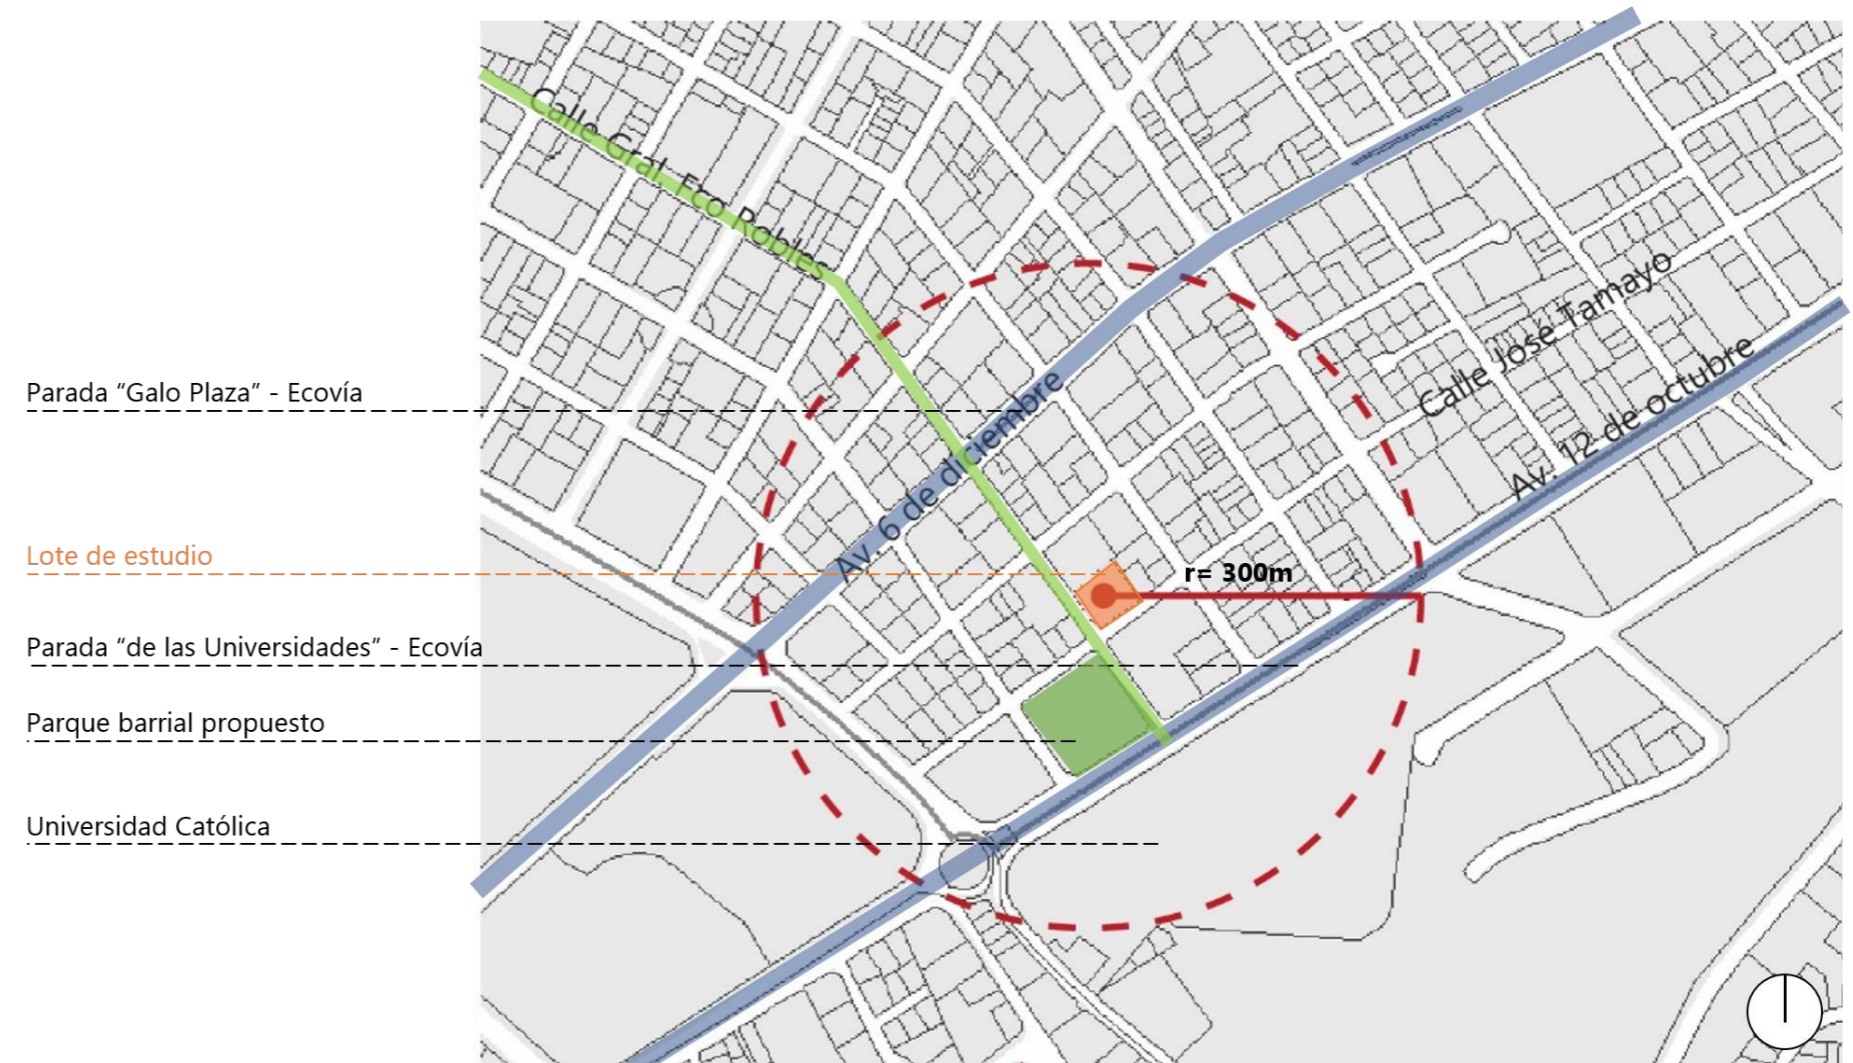 Calle Gral. Fco Robles
Calle José Tamayo
Av. 12 de octubre
Parada “Galo Plaza” - Ecovía
Av. 6 de diciembre
Lote de estudio
r= 300m
Parada “de las Universidades” - Ecovía
Parque barrial propuesto
Universidad Católica